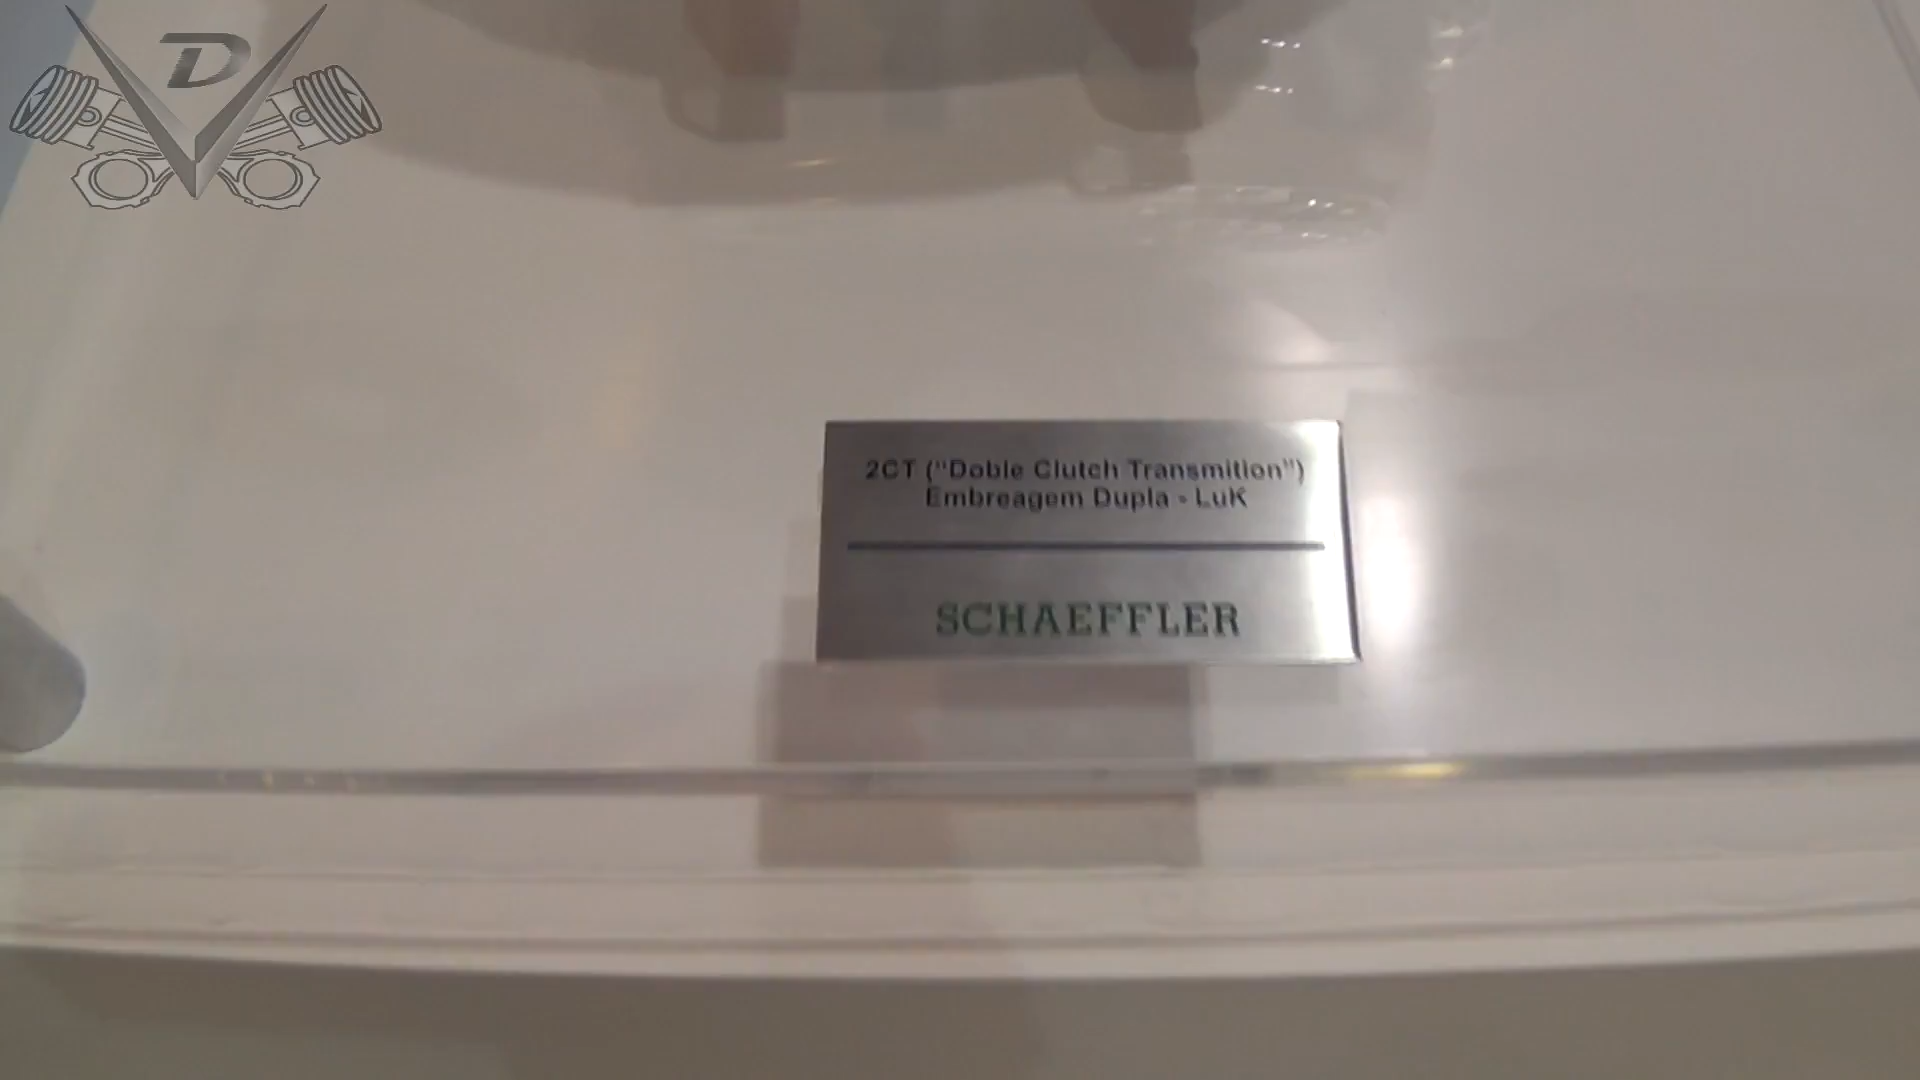 D
2CT ("Doble Clutch Transmition")
Embreagem Dupla - LuK
SCHAEFFLER